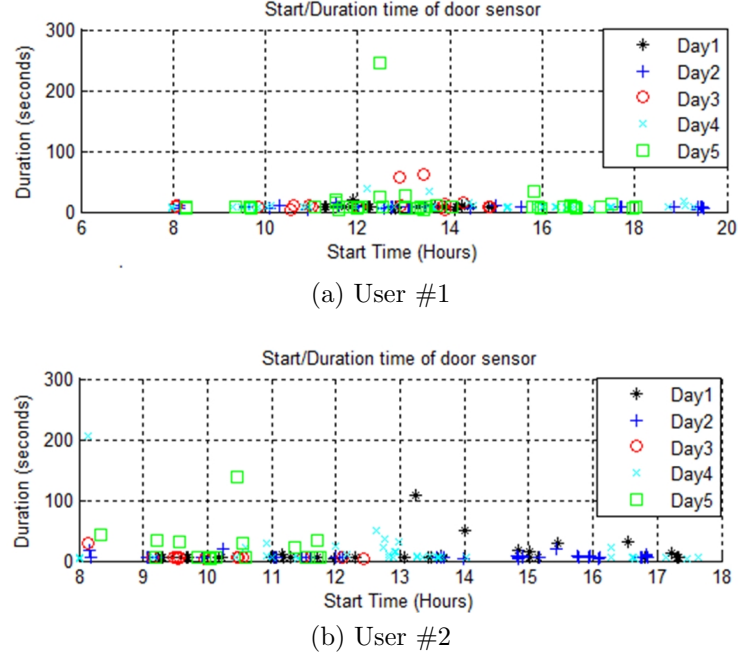 Start/Duration time of door sensor
300
200
100
0
Duration (seconds)
Day1
Day2
Day3
Day4
Day5
6 8 10 12 14 16 18 20
Start Time (Hours)
(a) User #1
Start/Duration time of door sensor
300
200
100
0
Duration (seconds)
Day1
Day2
Day3
Day4
Day5
8 9 10 11 12 13 14 15 16 17 18
Start Time (Hours)
(b) User #2